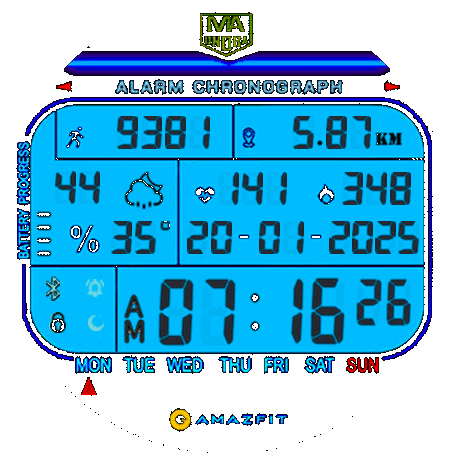 MA
ALARM CHRONOGRAPH
9381 5.87 KM
BATTERY PROGRESS
44 141 348
% 35° 20-01-2025
AM 07:16 26
MON TUE WED THU FRI SAT SUN
AMAZFIT